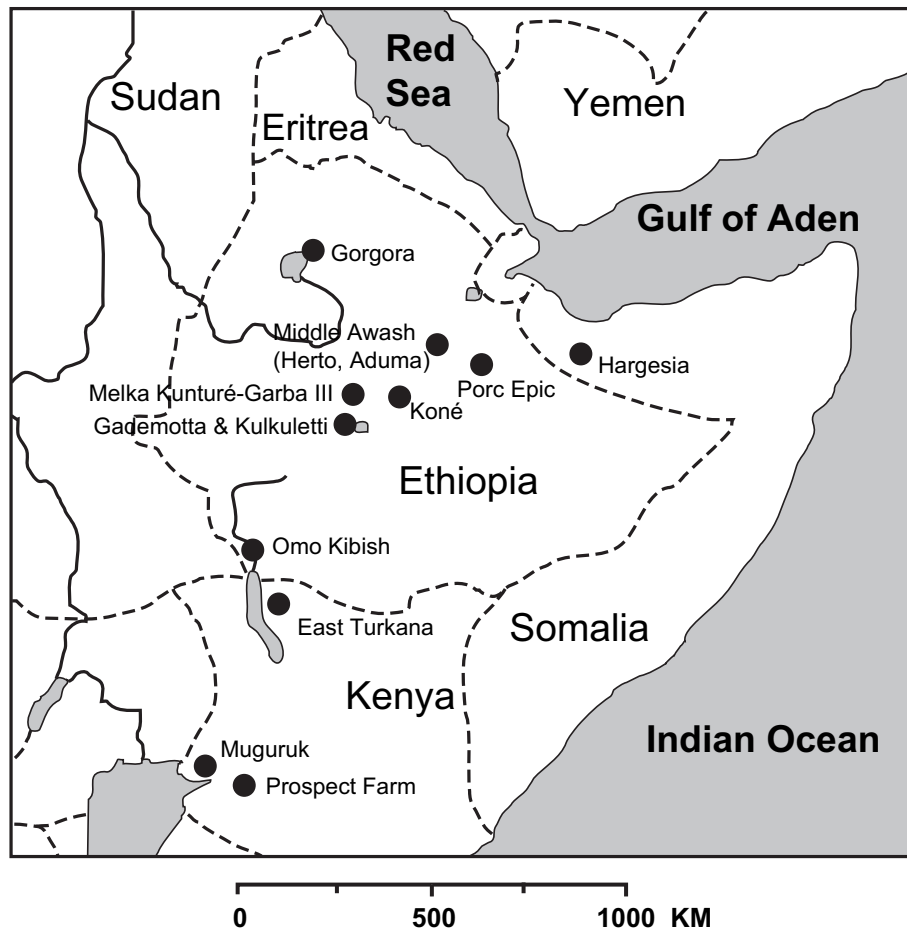 Red
Sea
Sudan
Yemen
Eritrea
Gulf of Aden
Gorgora
Middle Awash
(Herto, Aduma)
Hargesia
Porc Epic
Melka Kunturé-Garba III
Koné
Gademotta & Kulkuletti
Ethiopia
Omo Kibish
East Turkana
Somalia
Kenya
Indian Ocean
Muguruk
Prospect Farm
0 500 1000 KM